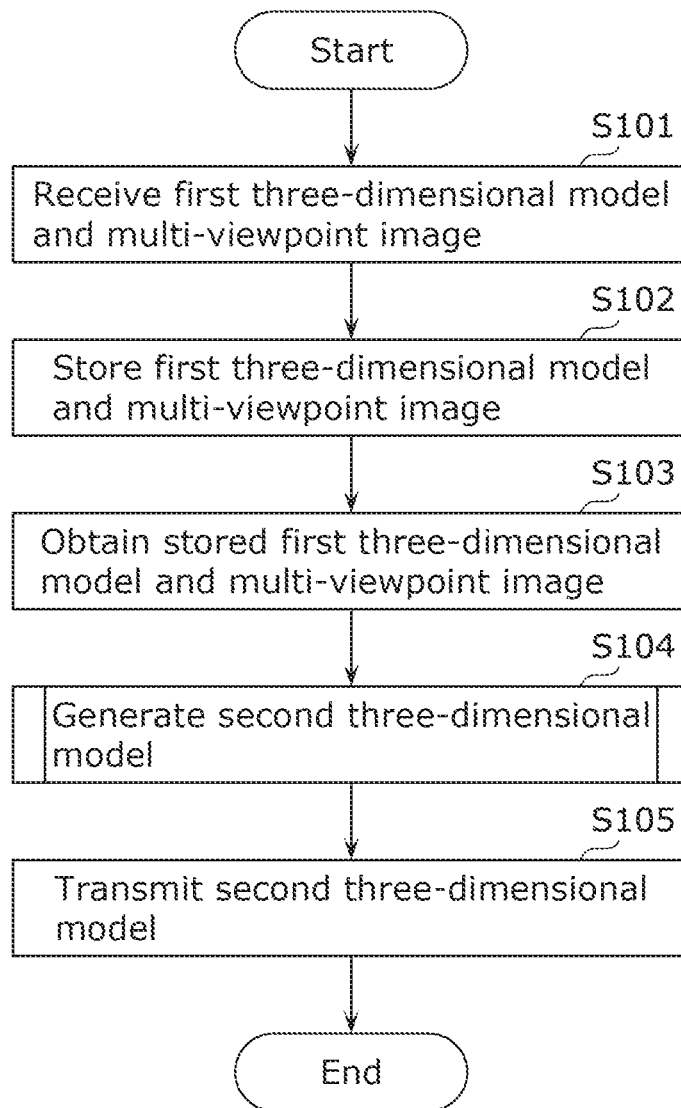 Start
S101
Receive first three-dimensional model
and multi-viewpoint image
S102
Store first three-dimensional model
and multi-viewpoint image
S103
Obtain stored first three-dimensional
model and multi-viewpoint image
S104
Generate second three-dimensional
model
S105
Transmit second three-dimensional
model
End